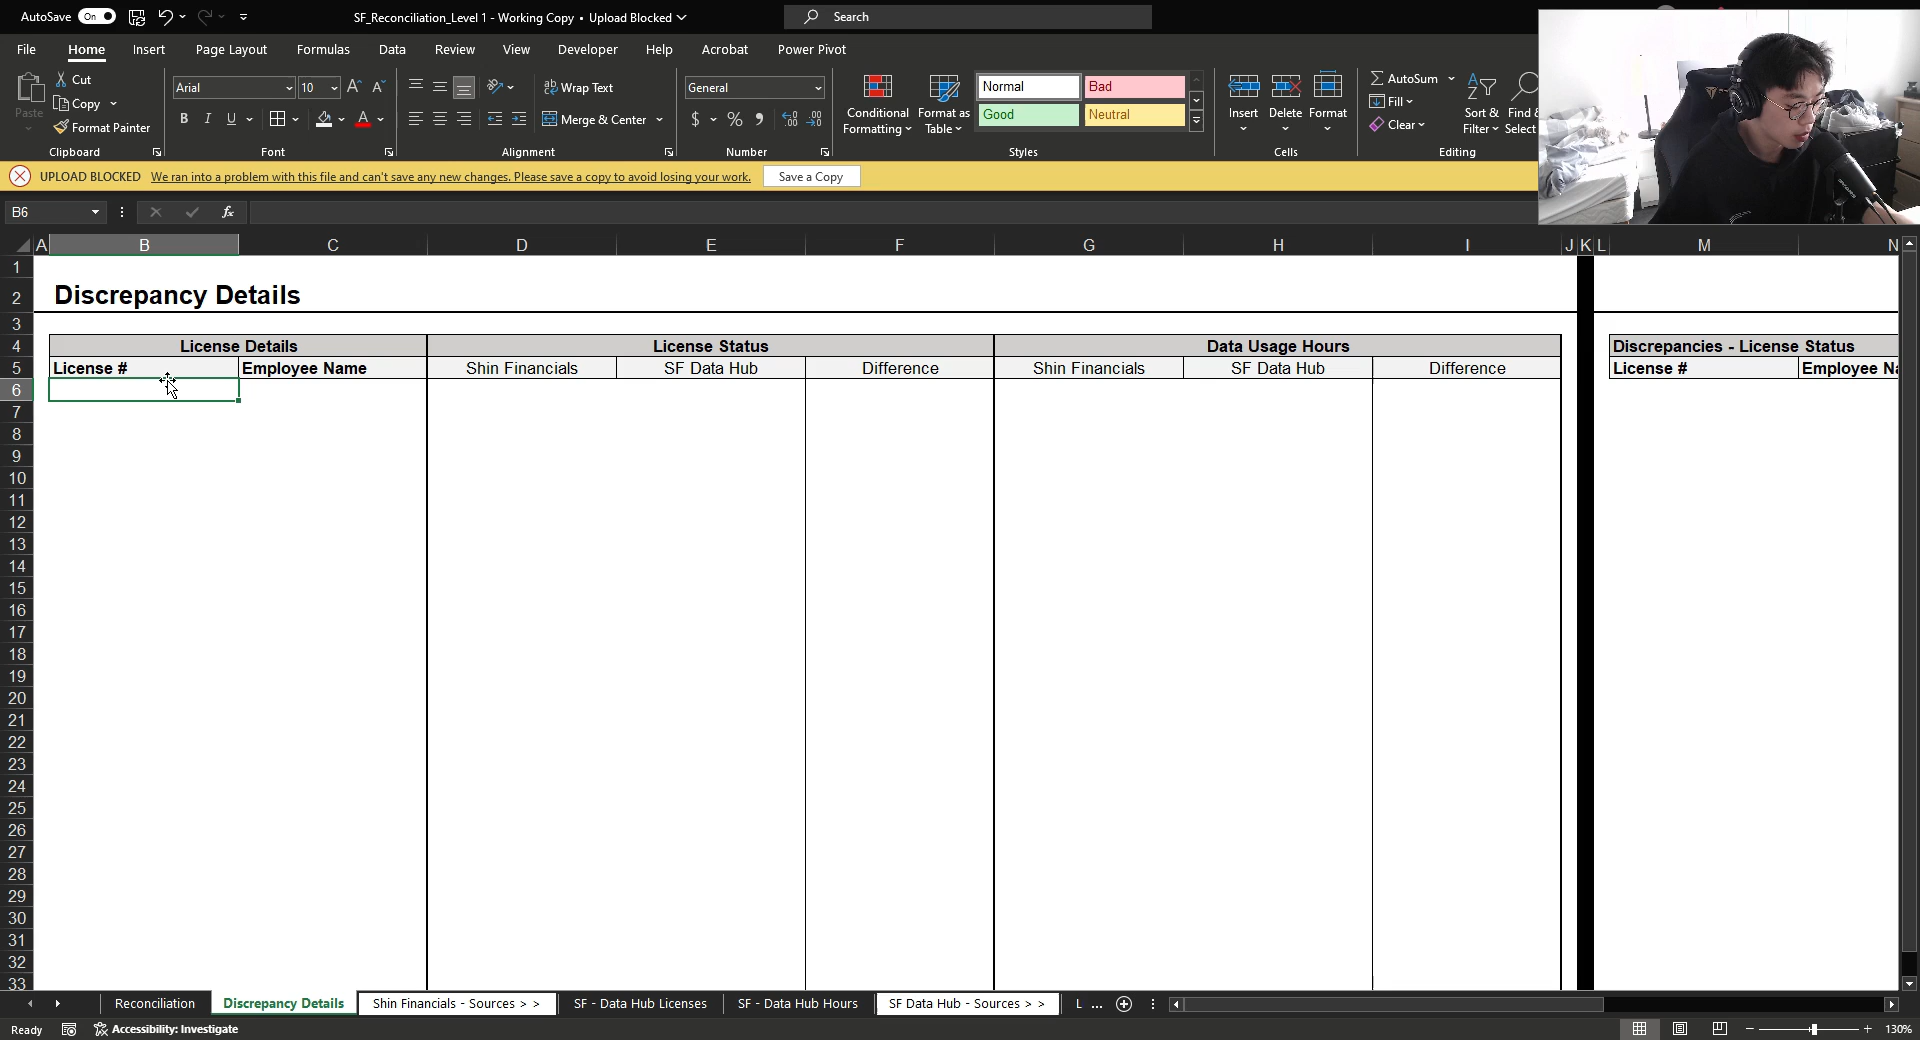 AutoSave On SF_Reconciliation_Level 1 - Working Copy • Upload Blocked Search
File Home Insert Page Layout Formulas Data Review View Developer Help Acrobat Power Pivot
Paste Cut Copy Format Painter
Clipboard
Arial 10
B I U A
Font
Wrap Text
Merge & Center
Alignment
General
$ % 9
Number
Conditional Formatting
Format as Table
Normal Bad
Good Neutral
Styles
Insert Delete Format
Cells
AutoSum
Fill
Clear
Sort & Filter
Find & Select
Editing
UPLOAD BLOCKED We ran into a problem with this file and can't save any new changes. Please save a copy to avoid losing your work. Save a Copy
B6 fx
A B C D E F G H I J K L M N
1
2 Discrepancy Details
3
4 License Details License Status Data Usage Hours Discrepancies - License Status
5 License # Employee Name Shin Financials SF Data Hub Difference Shin Financials SF Data Hub Difference License # Employee Na
6
7
8
9
10
11
12
13
14
15
16
17
18
19
20
21
22
23
24
25
26
27
28
29
30
31
32
33
Reconciliation Discrepancy Details Shin Financials - Sources > > SF - Data Hub Licenses SF - Data Hub Hours SF Data Hub - Sources > > L ...
Ready Accessibility: Investigate 130%